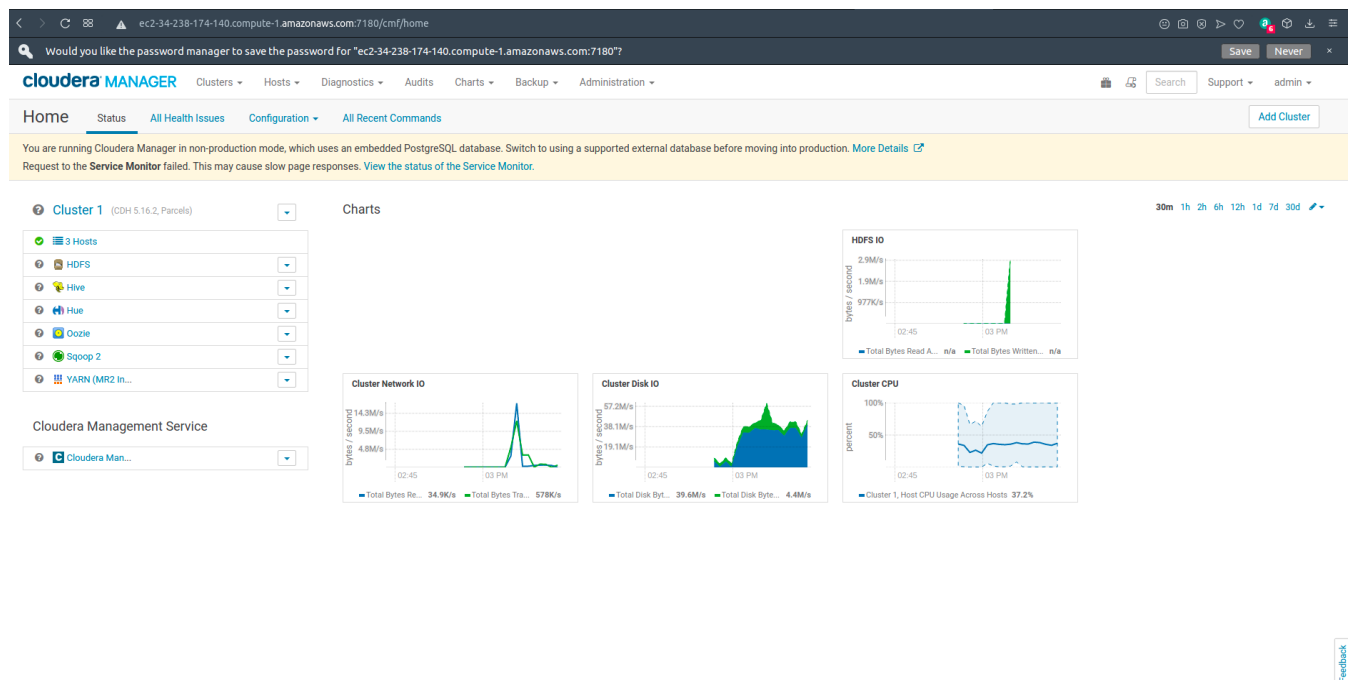 ec2-34-238-174-140.compute-1.amazonaws.com:7180/cmf/home
6
Would you like the password manager to save the password for "ec2-34-238-174-140.compute-1.amazonaws.com:7180"? Save Never ×
cloudera MANAGER Clusters Hosts Diagnostics Audits Charts Backup Administration Search Support admin
Home Status All Health Issues Configuration All Recent Commands Add Cluster
You are running Cloudera Manager in non-production mode, which uses an embedded PostgreSQL database. Switch to using a supported external database before moving into production. More Details
Request to the Service Monitor failed. This may cause slow page responses. View the status of the Service Monitor.
Cluster 1 (CDH 5.16.2, Parcels)
3 Hosts
HDFS
Hive
Hue
Oozie
Sqoop 2
YARN (MR2 In...
Cloudera Management Service
Cloudera Man...
Charts
30m 1h 2h 6h 12h 1d 7d 30d
HDFS IO
bytes / second
2.9M/s
1.9M/s
977K/s
02:45 03 PM
Total Bytes Read A... n/a Total Bytes Written... n/a
Cluster Network IO
bytes / second
14.3M/s
9.5M/s
4.8M/s
02:45 03 PM
Total Bytes Re... 34.9K/s Total Bytes Tra... 578K/s
Cluster Disk IO
bytes / second
57.2M/s
38.1M/s
19.1M/s
02:45 03 PM
Total Disk Byt... 39.6M/s Total Disk Byte... 4.4M/s
Cluster CPU
percent
100%
50%
02:45 03 PM
Cluster 1, Host CPU Usage Across Hosts 37.2%
Feedback